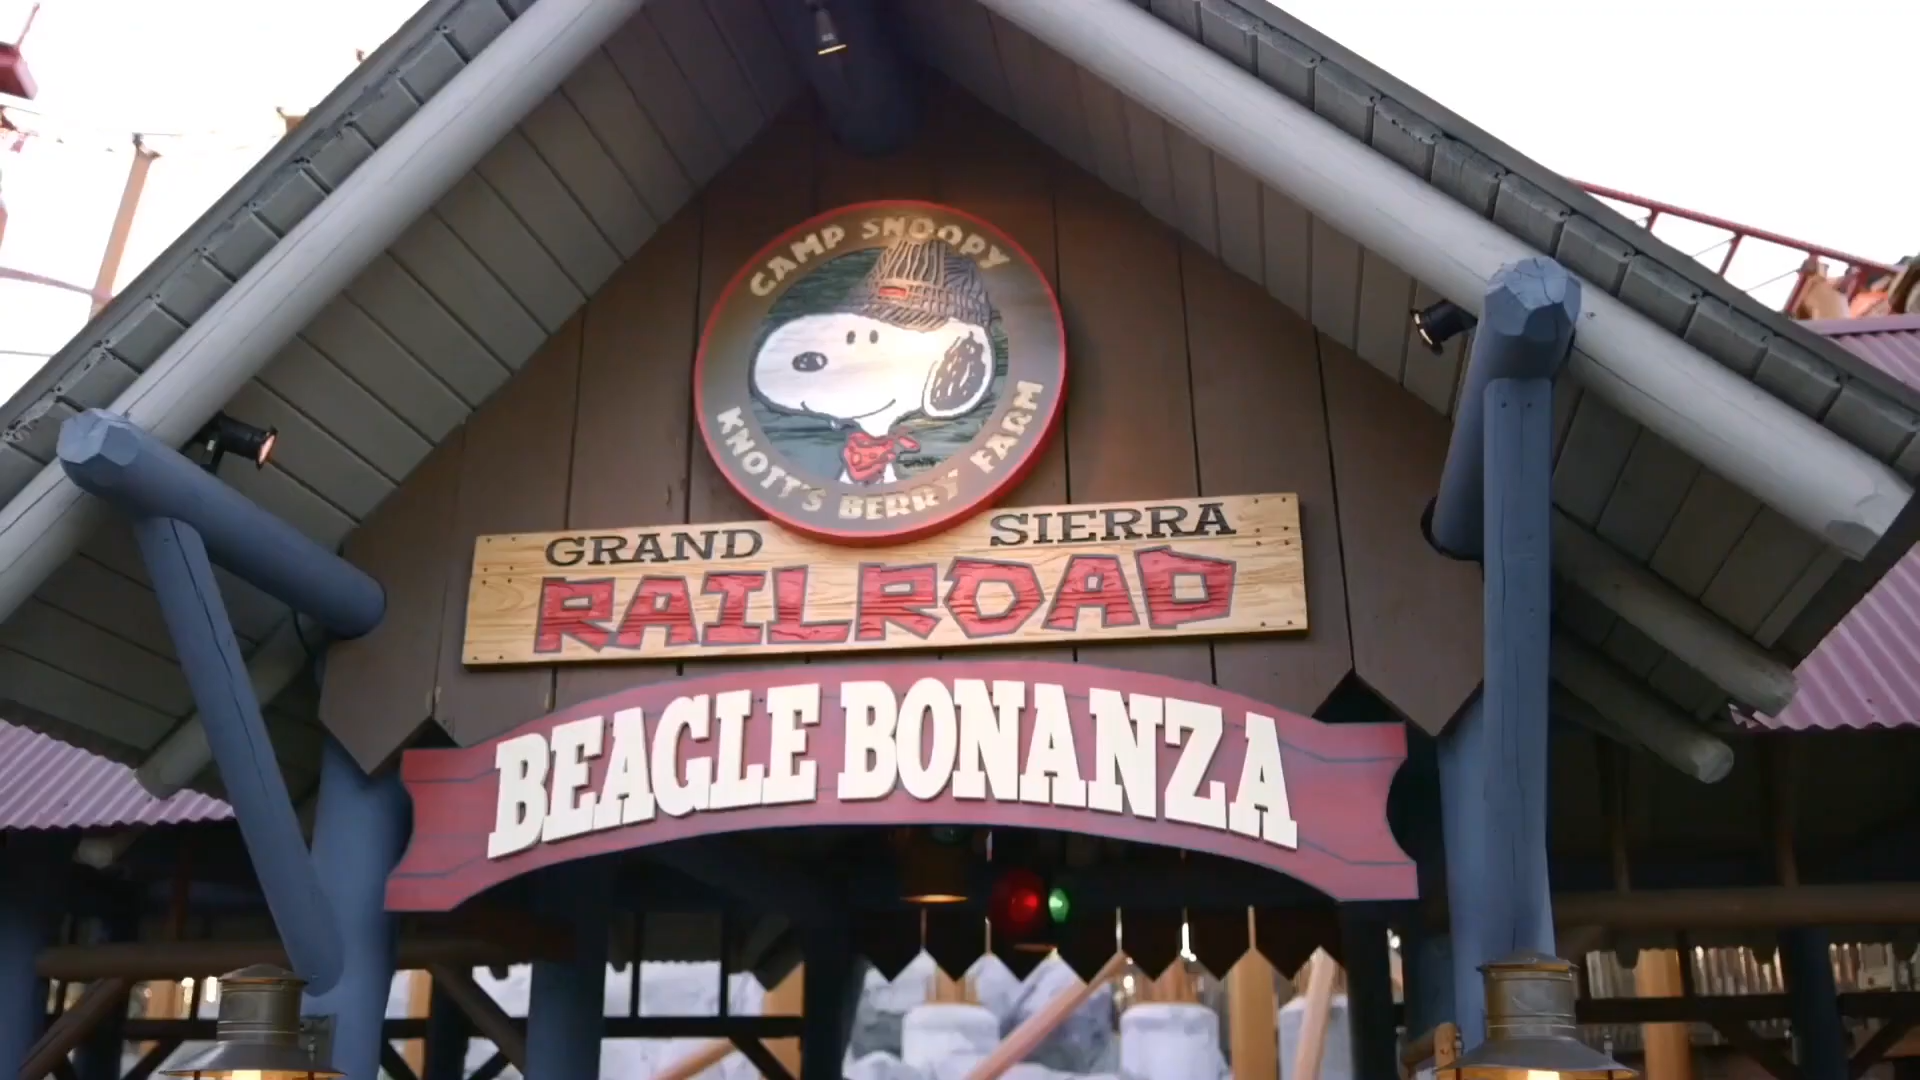 CAMP SNOOPY
KNOTT'S BERRY FARM
GRAND SIERRA
RAILROAD
BEAGLE BONANZA